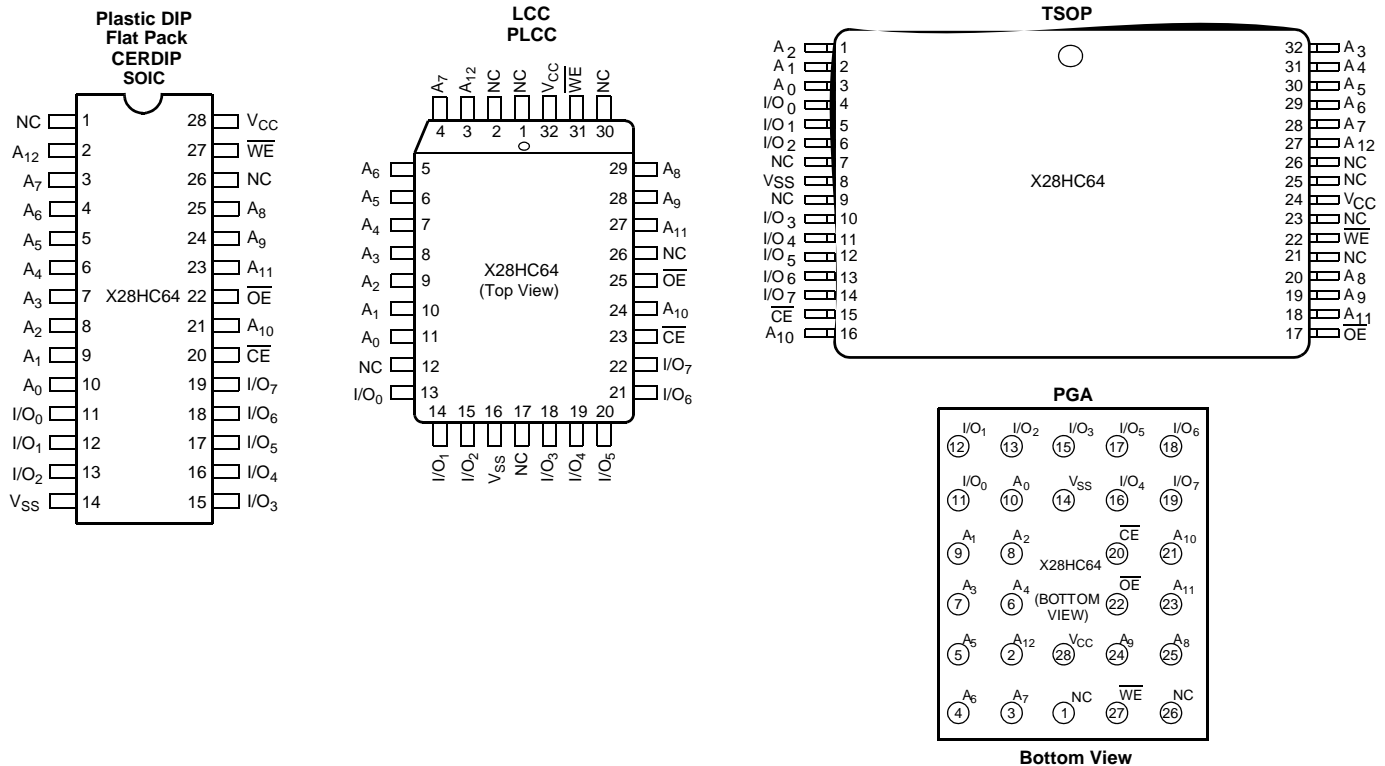 Plastic DIP
Flat Pack
CERDIP
SOIC
NC 1 28 VCC
A12 2 27 WE
A7 3 26 NC
A6 4 25 A8
A5 5 24 A9
A4 6 23 A11
A3 7 X28HC64 22 OE
A2 8 21 A10
A1 9 20 CE
A0 10 19 I/O7
I/O0 11 18 I/O6
I/O1 12 17 I/O5
I/O2 13 16 I/O4
VSS 14 15 I/O3
LCC
PLCC
A7 A12 NC NC VCC WE NC
4 3 2 1 32 31 30
A6 5 29 A8
A5 6 28 A9
A4 7 27 A11
A3 8 26 NC
X28HC64
(Top View)
A2 9 25 OE
A1 10 24 A10
A0 11 23 CE
NC 12 22 I/O7
I/O0 13 21 I/O6
14 15 16 17 18 19 20
I/O1 I/O2 VSS NC I/O3 I/O4 I/O5
TSOP
A2 1 32 A3
A1 2 31 A4
A0 3 30 A5
I/O0 4 29 A6
I/O1 5 28 A7
I/O2 6 27 A12
NC 7 26 NC
VSS 8 X28HC64 25 NC
NC 9 24 VCC
I/O3 10 23 NC
I/O4 11 22 WE
I/O5 12 21 NC
I/O6 13 20 A8
I/O7 14 19 A9
CE 15 18 A11
A10 16 17 OE
PGA
I/O1 I/O2 I/O3 I/O5 I/O6
12 13 15 17 18
I/O0 A0 VSS I/O4 I/O7
11 10 14 16 19
A1 A2 CE A10
9 8 20 21
X28HC64
A3 A4 OE A11
7 6 (BOTTOM 22 23
VIEW)
A5 A12 VCC A9 A8
5 2 28 24 25
A6 A7 NC WE NC
4 3 1 27 26
Bottom View